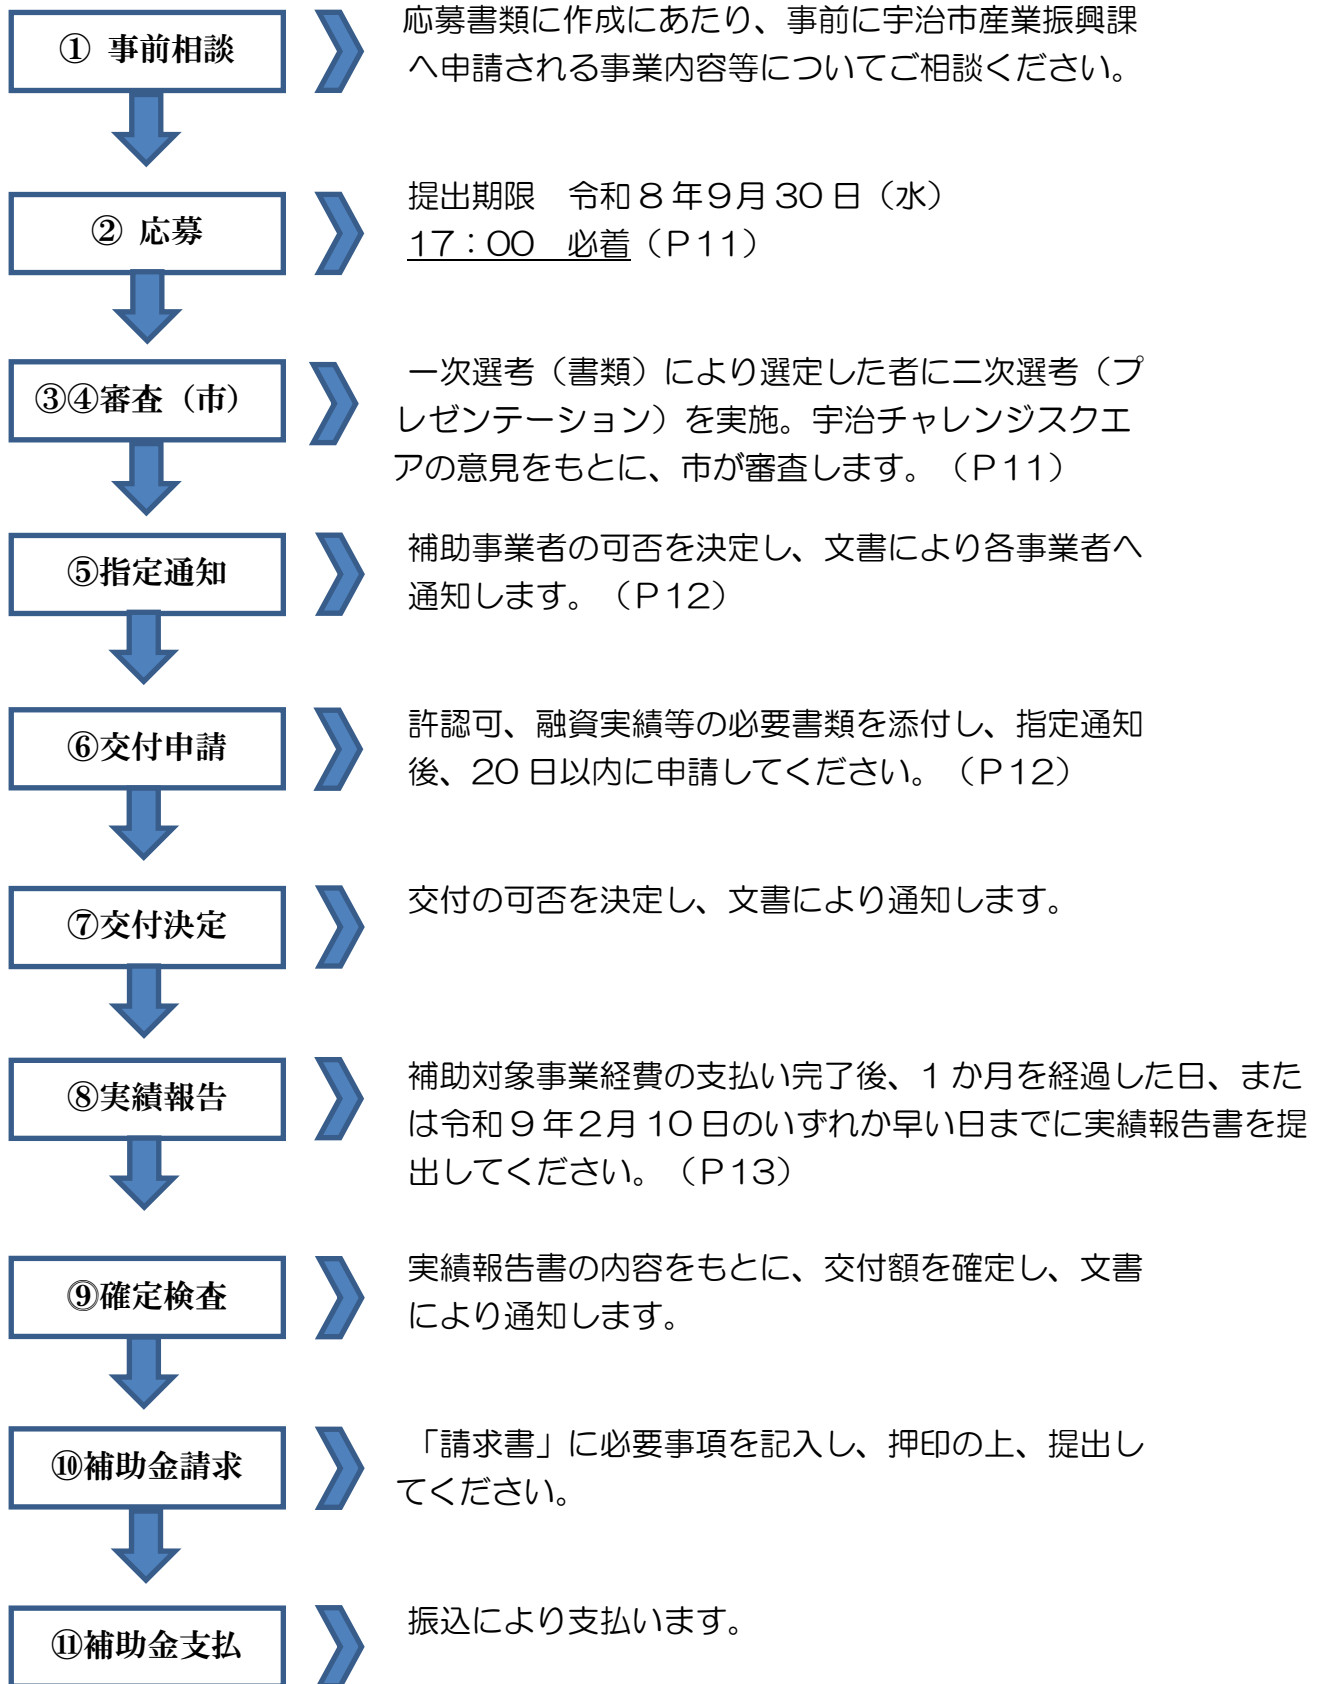 ① 事前相談
応募書類に作成にあたり、事前に宇治市産業振興課
へ申請される事業内容等についてご相談ください。
② 応募
提出期限　令和８年９月30日（水）
17：00　必着（Ｐ11）
③④審査（市）
一次選考（書類）により選定した者に二次選考（プ
レゼンテーション）を実施。宇治チャレンジスクエ
アの意見をもとに、市が審査します。（Ｐ11）
⑤指定通知
補助事業者の可否を決定し、文書により各事業者へ
通知します。（Ｐ12）
⑥交付申請
許認可、融資実績等の必要書類を添付し、指定通知
後、20日以内に申請してください。（Ｐ12）
⑦交付決定
交付の可否を決定し、文書により通知します。
⑧実績報告
補助対象事業経費の支払い完了後、1か月を経過した日、また
は令和９年２月10日のいずれか早い日までに実績報告書を提
出してください。（Ｐ13）
⑨確定検査
実績報告書の内容をもとに、交付額を確定し、文書
により通知します。
⑩補助金請求
「請求書」に必要事項を記入し、押印の上、提出し
てください。
⑪補助金支払
振込により支払います。